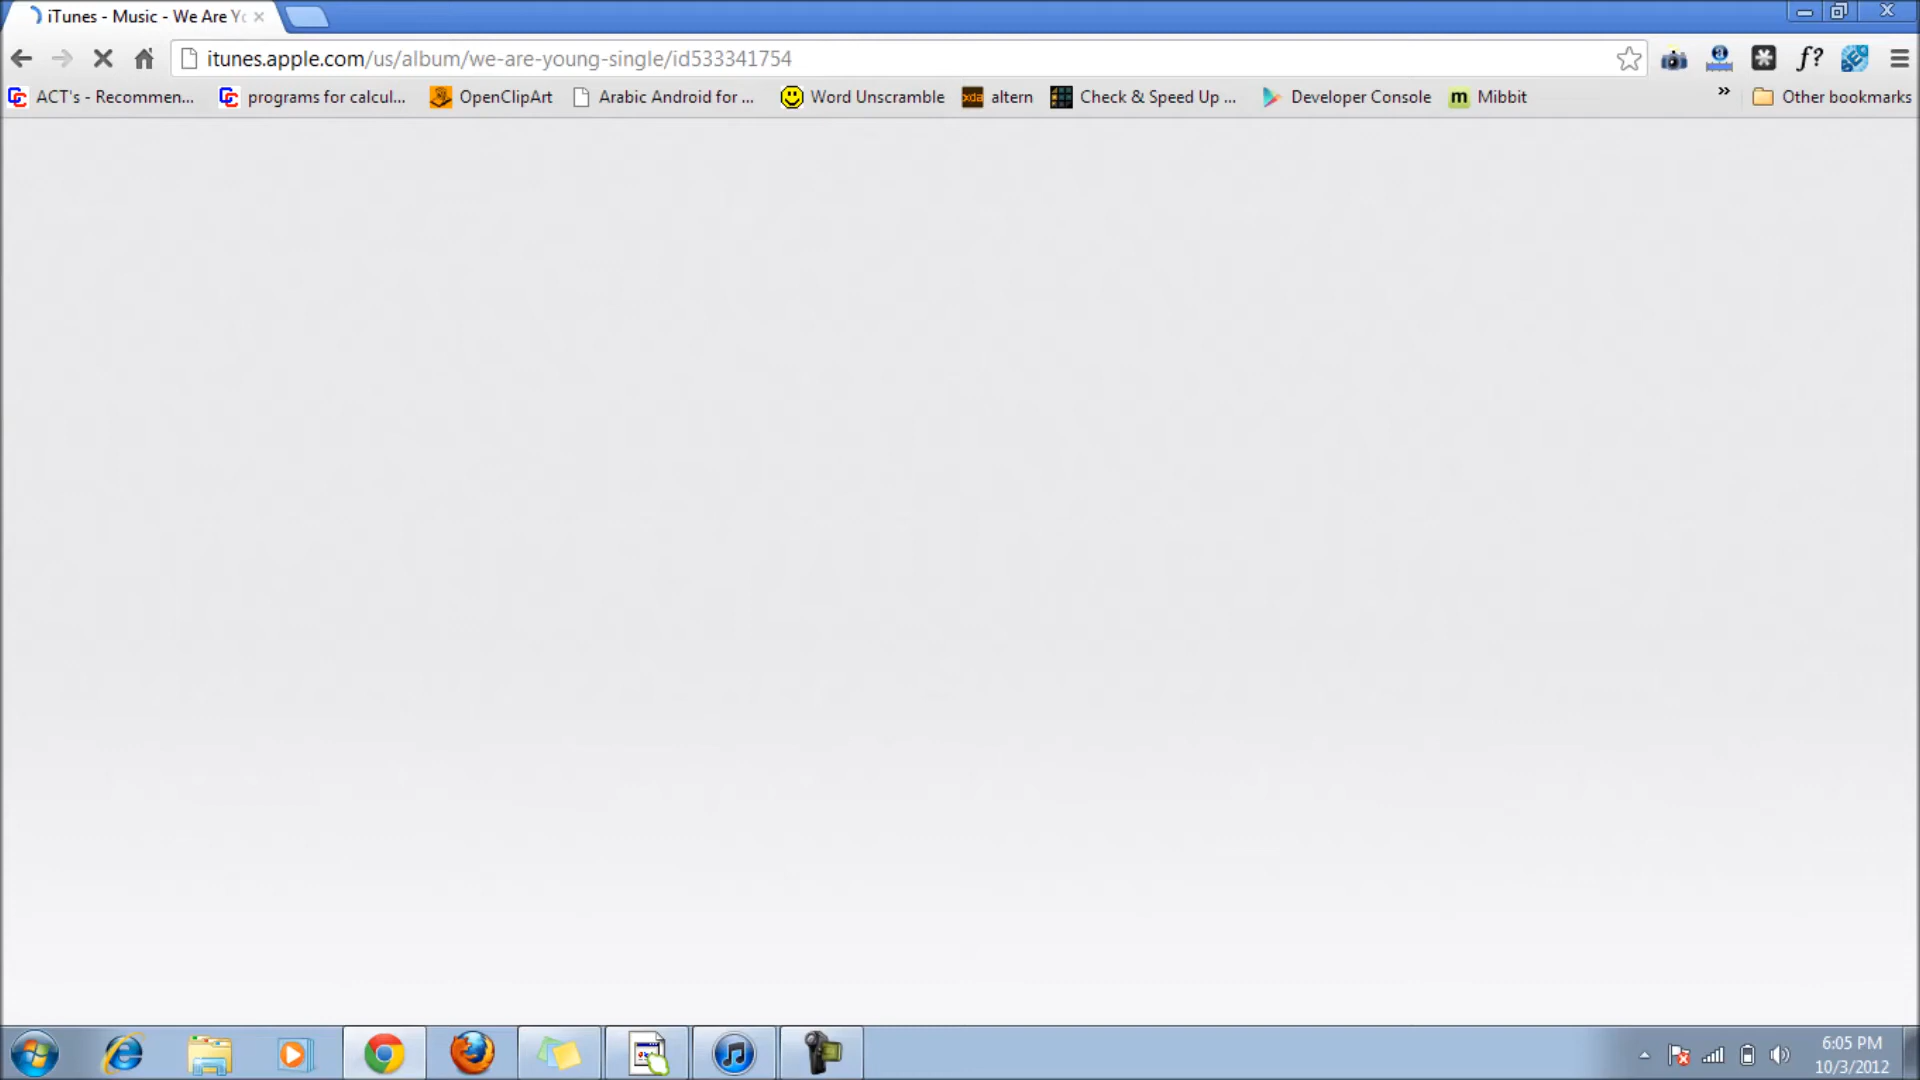 iTunes - Music - We Are Yo
itunes.apple.com/us/album/we-are-young-single/id533341754
ACT's - Recommen... programs for calcul... OpenClipArt Arabic Android for ... Word Unscramble altern Check & Speed Up ... Developer Console m Mibbit » Other bookmarks
6:05 PM
10/3/2012